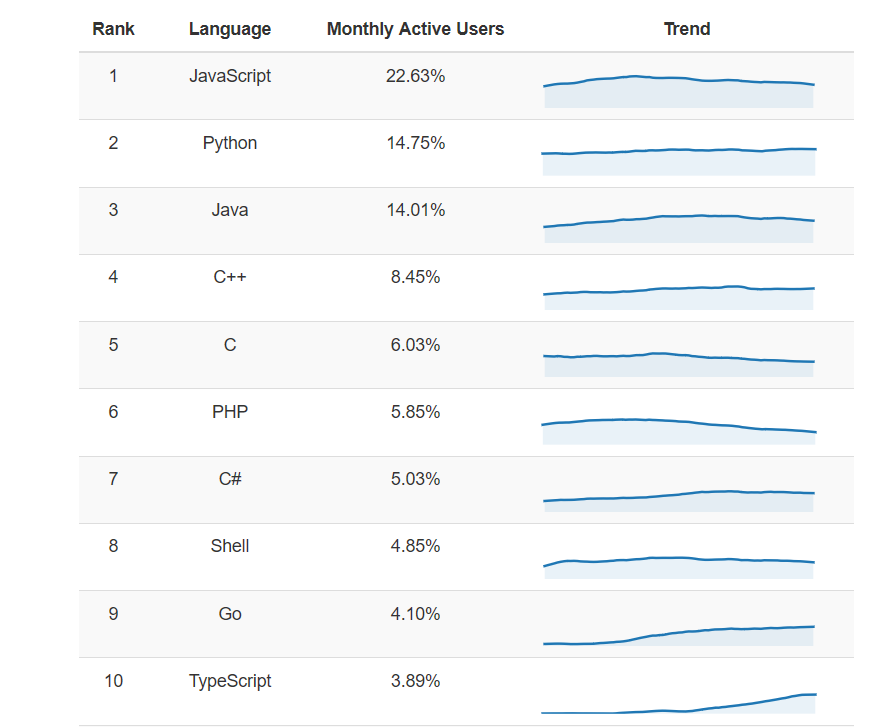 Rank Language Monthly Active Users Trend
1 JavaScript 22.63%
2 Python 14.75%
3 Java 14.01%
4 C++ 8.45%
5 C 6.03%
6 PHP 5.85%
7 C# 5.03%
8 Shell 4.85%
9 Go 4.10%
10 TypeScript 3.89%